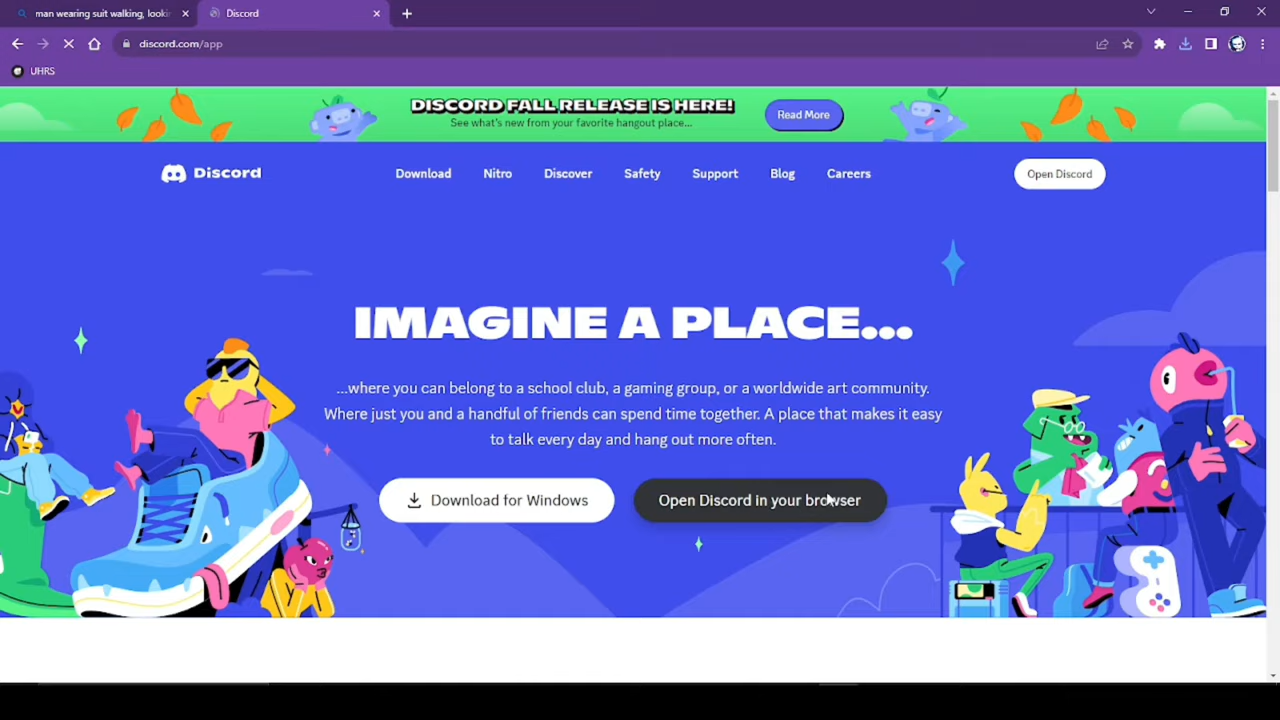 man wearing suit walking, lookin
Discord
discord.com/app
UHRS
DISCORD FALL RELEASE IS HERE!
See what's new from your favorite hangout place...
Read More
Discord
Download
Nitro
Discover
Safety
Support
Blog
Careers
Open Discord
IMAGINE A PLACE...
...where you can belong to a school club, a gaming group, or a worldwide art community.
Where just you and a handful of friends can spend time together. A place that makes it easy
to talk every day and hang out more often.
Download for Windows
Open Discord in your browser